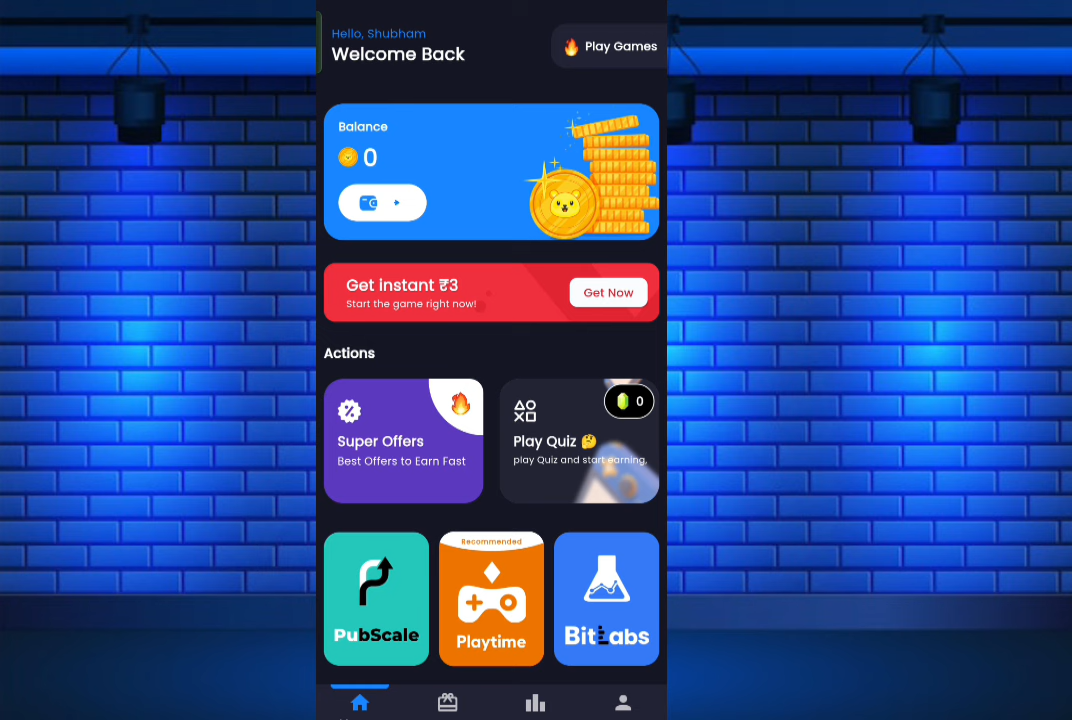 Hello, Shubham
Welcome Back
Play Games
Balance
0
Get instant ₹3
Start the game right now!
Get Now
Actions
Super Offers
Best Offers to Earn Fast
0
Play Quiz 🤔
play Quiz and start earning.
PubScale
Recommended
Playtime
BitLabs